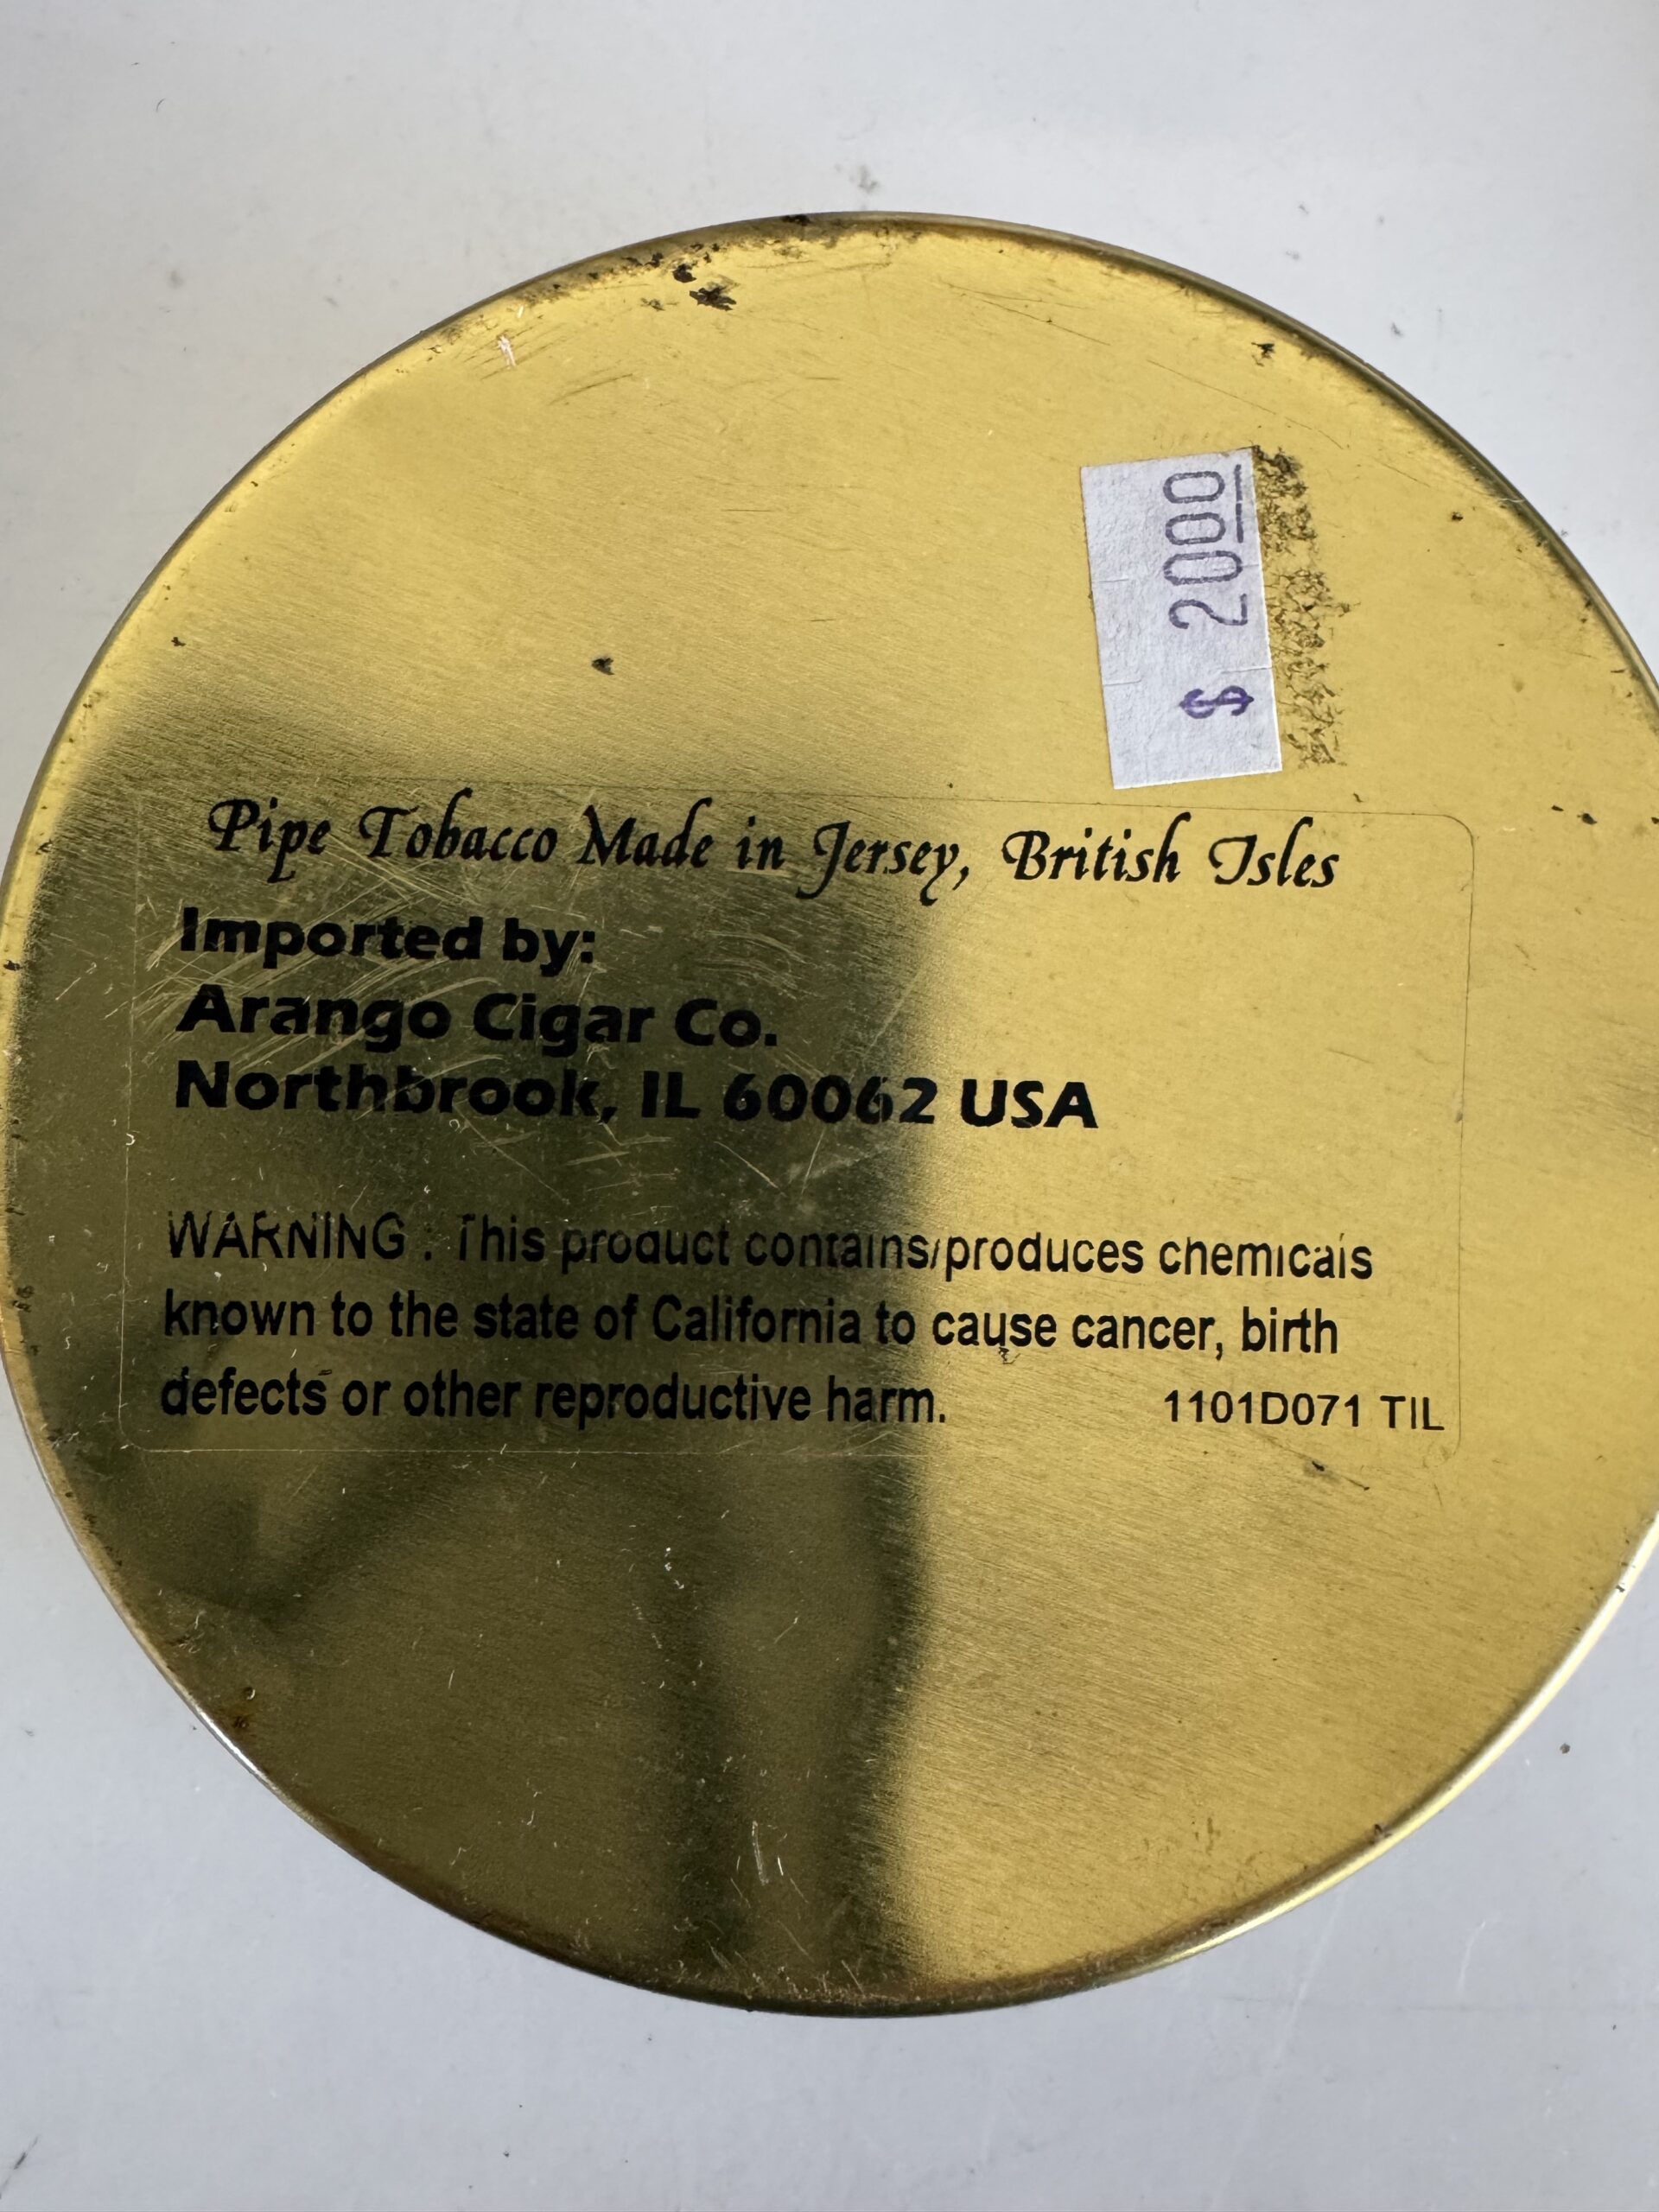 $ 2000
Pipe Tobacco Made in Jersey, British Isles
Imported by:
Arango Cigar Co.
Northbrook, IL 60062 USA
WARNING : This product contains/produces chemicals
known to the state of California to cause cancer, birth
defects or other reproductive harm.
1101D071 TIL